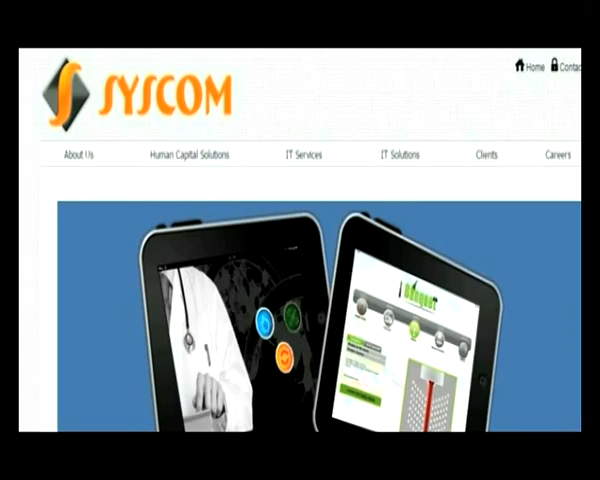 Home Contac
SYSCOM
About Us Human Capital Solutions IT Services IT Solutions Clients Careers